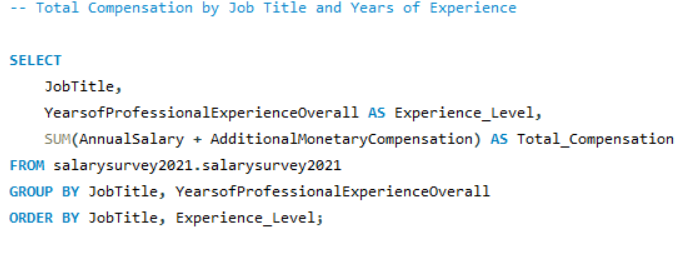 -- Total Compensation by Job Title and Years of Experience
SELECT
JobTitle,
YearsofProfessionalExperienceOverall AS Experience_Level,
SUM(AnnualSalary + AdditionalMonetaryCompensation) AS Total_Compensation
FROM salarysurvey2021.salarysurvey2021
GROUP BY JobTitle, YearsofProfessionalExperienceOverall
ORDER BY JobTitle, Experience_Level;